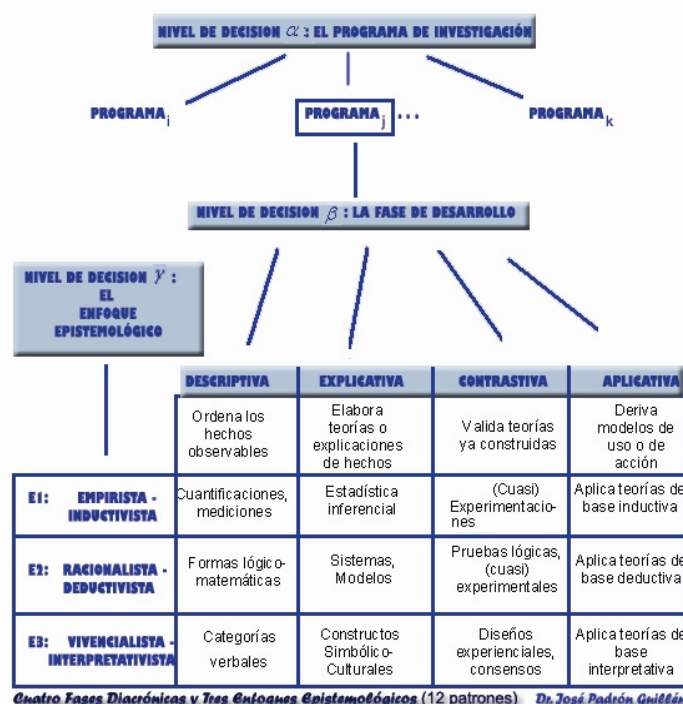 NIVEL DE DECISION α : EL PROGRAMA DE INVESTIGACIÓN
PROGRAMA i
PROGRAMA j ...
PROGRAMA k
NIVEL DE DECISION β : LA FASE DE DESARROLLO
NIVEL DE DECISION γ :
EL
ENFOQUE
EPISTEMOLÓGICO
DESCRIPTIVA EXPLICATIVA CONTRASTIVA APLICATIVA
Ordena los
hechos
observables
Elabora
teorías o
explicaciones
de hechos
Valida teorías
ya construidas
Deriva
modelos de
uso o de
acción
E1: EMPIRISTA -
INDUCTIVISTA
Cuantificaciones,
mediciones
Estadística
inferencial
(Cuasi)
Experimentacio-
nes
Aplica teorías de
base inductiva
E2: RACIONALISTA -
DEDUCTIVISTA
Formas lógico-
matemáticas
Sistemas,
Modelos
Pruebas lógicas,
(cuasi)
experimentales
Aplica teorías de
base deductiva
E3: VIVENCIALISTA -
INTERPRETATIVISTA
Categorías
verbales
Constructos
Simbólico-
Culturales
Diseños
experienciales,
consensos
Aplica teorías de
base
interpretativa
Cuatro Fases Diacrónicas y Tres Enfoques Epistemológicos (12 patrones) Dr. José Padrón Guillén